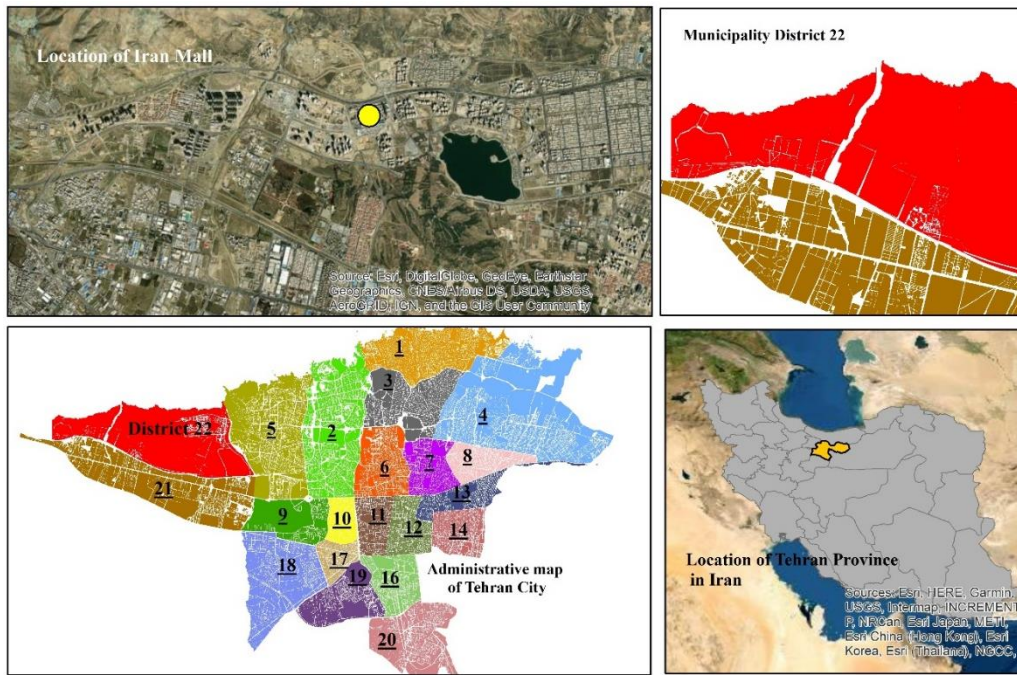 Location of Iran Mall
Source: Esri, DigitalGlobe, GeoEye, Earthstar
Geographics, CNES/Airbus DS, USDA, USGS,
AeroGRID, IGN, and the GIS User Community
Municipality District 22
1
3
4
District 22
5
2
6
7
8
21
13
9
10
11
12
14
18
17
19
16
Administrative map
of Tehran City
20
Location of Tehran Province
in Iran
Sources: Esri, HERE, Garmin,
USGS, Intermap, INCREMENT
P, NRCan, Esri Japan, METI,
Esri China (Hong Kong), Esri
Korea, Esri (Thailand), NGCC,